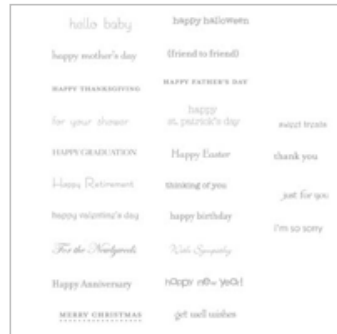 hello baby
happy halloween
happy mother's day
(friend to friend)
HAPPY THANKSGIVING
HAPPY FATHER'S DAY
for your shower
happy
st. patrick's day
sweet treats
HAPPY GRADUATION
Happy Easter
thank you
Happy Retirement
thinking of you
just for you
happy valentine's day
happy birthday
i'm so sorry
For the Newlyweds
With Sympathy
Happy Anniversary
happy new year!
MERRY CHRISTMAS
get well wishes